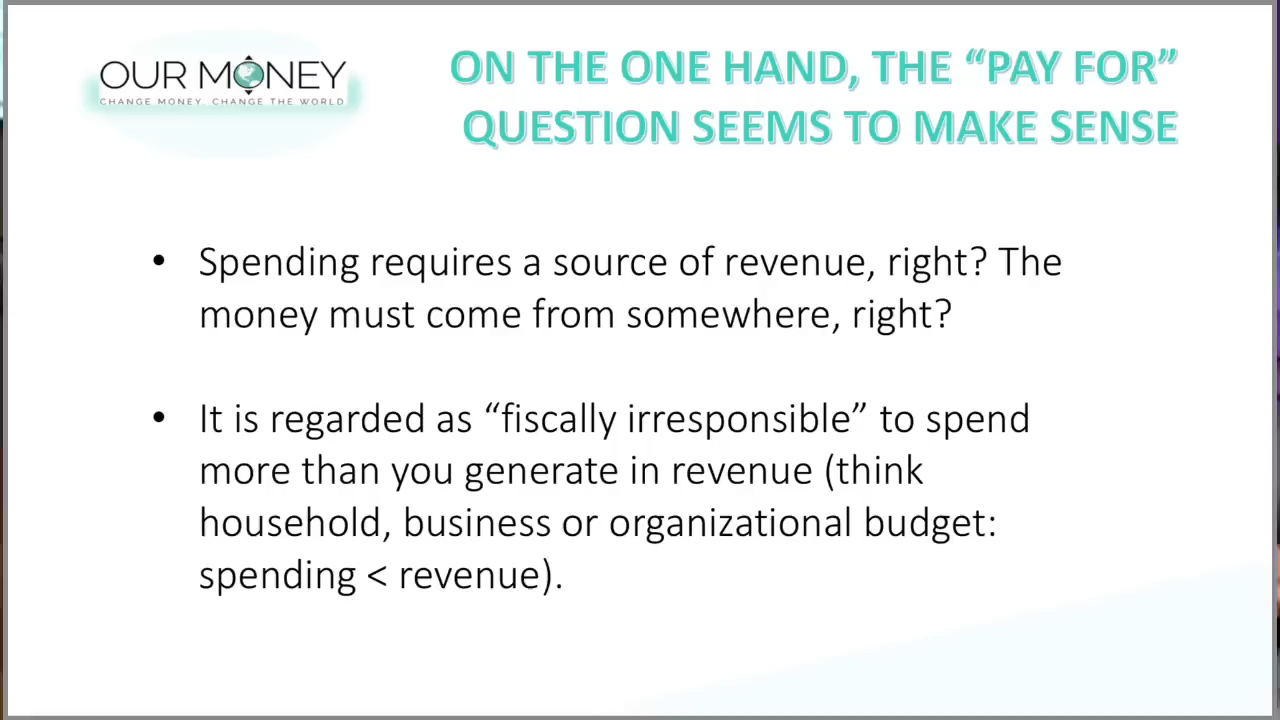 OUR MONEY
CHANGE MONEY. CHANGE THE WORLD
ON THE ONE HAND, THE “PAY FOR”
QUESTION SEEMS TO MAKE SENSE
• Spending requires a source of revenue, right? The
money must come from somewhere, right?
• It is regarded as “fiscally irresponsible” to spend
more than you generate in revenue (think
household, business or organizational budget:
spending < revenue).